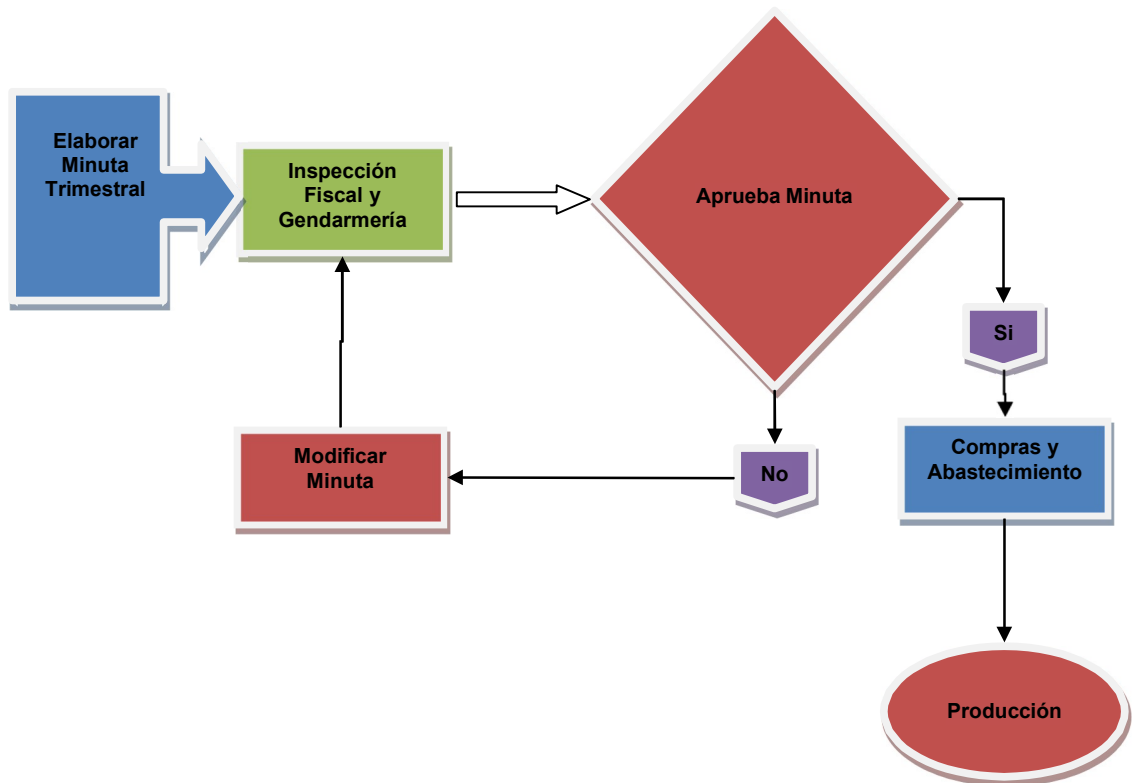 Elaborar
Minuta
Trimestral
Inspección
Fiscal y
Gendarmería
Aprueba Minuta
Si
No
Modificar
Minuta
Compras y
Abastecimiento
Producción